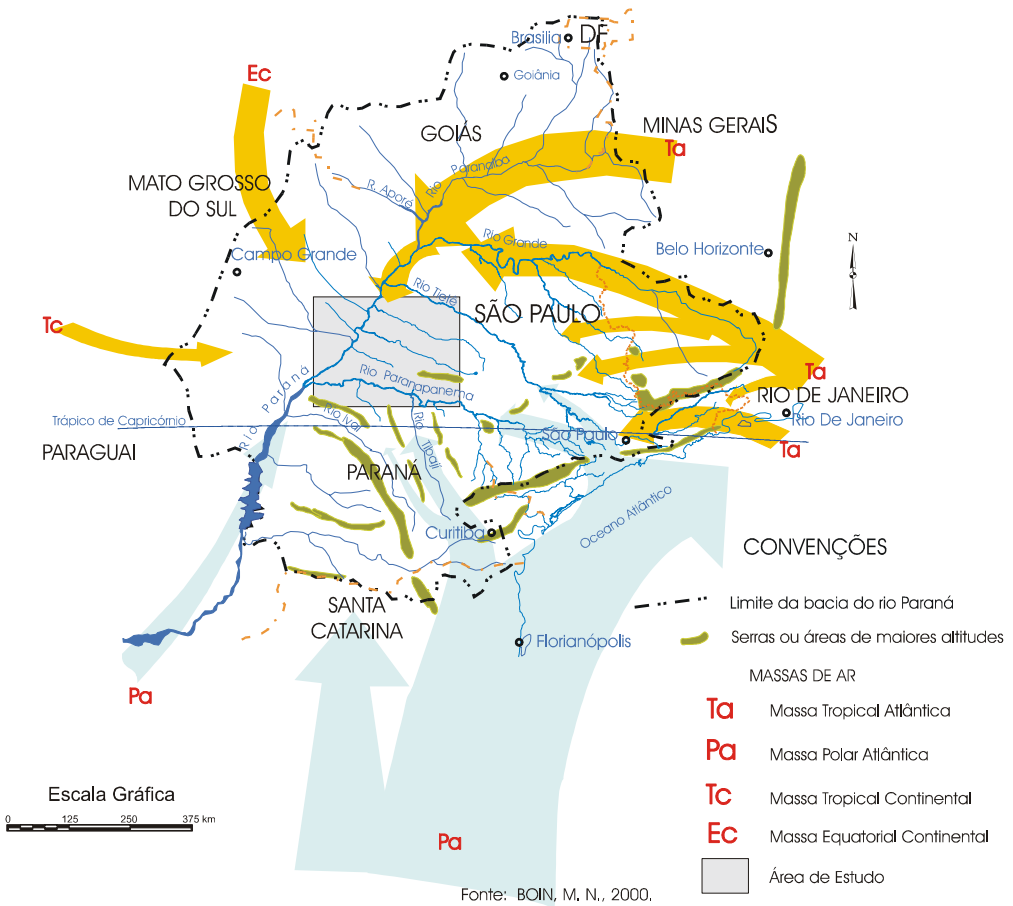 Brasilia
DF
Goiânia
Ec
GOIÁS
MINAS GERAIS
Ta
Rio Paranaíba
R. Aporé
MATO GROSSO
DO SUL
Campo Grande
Rio Grande
Belo Horizonte
N
Rio Tietê
SÃO PAULO
Tc
Rio Paraná
Rio Paranapanema
Ta
RIO DE JANEIRO
Rio De Janeiro
Trápico de Capricórnio
Rio Ivaí
Rio Tibaji
São Paulo
Ta
PARAGUAI
PARANÁ
Oceano Atlântico
Curitiba
CONVENÇÕES
Limite da bacia do rio Paraná
SANTA
CATARINA
Florianópolis
Serras ou áreas de maiores altitudes
MASSAS DE AR
Pa
Ta Massa Tropical Atlântica
Pa Massa Polar Atlântica
Escala Gráfica
Tc Massa Tropical Continental
0 125 250 375 km
Ec Massa Equatorial Continental
Pa
Área de Estudo
Fonte: BOIN, M. N., 2000.